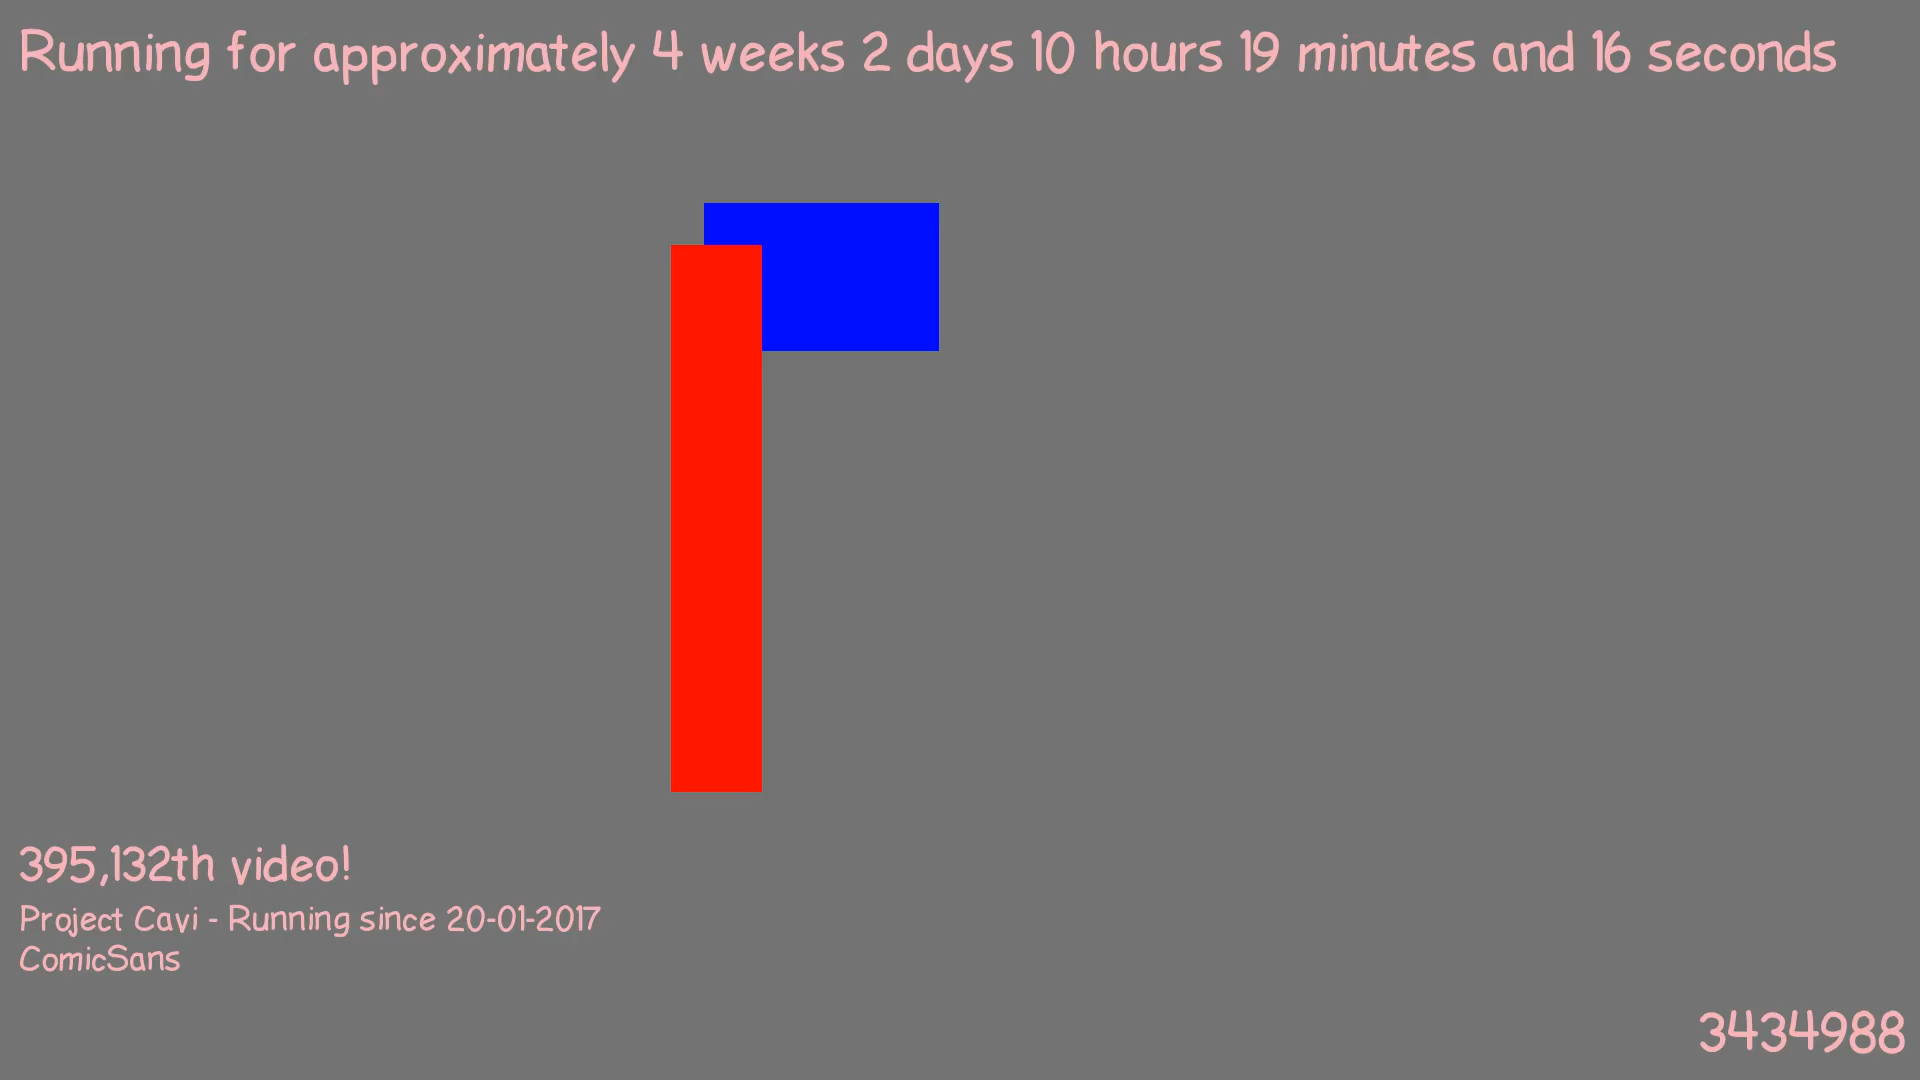 Running for approximately 4 weeks 2 days 10 hours 19 minutes and 16 seconds
395,132th video!
Project Cavi - Running since 20-01-2017
ComicSans
3434988